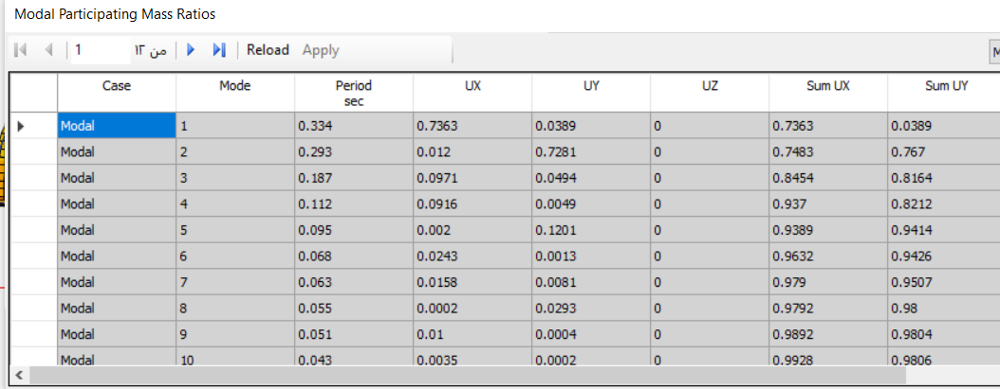 Modal Participating Mass Ratios
1 من ١٢ Reload Apply M
Case Mode Period sec UX UY UZ Sum UX Sum UY
Modal 1 0.334 0.7363 0.0389 0 0.7363 0.0389
Modal 2 0.293 0.012 0.7281 0 0.7483 0.767
Modal 3 0.187 0.0971 0.0494 0 0.8454 0.8164
Modal 4 0.112 0.0916 0.0049 0 0.937 0.8212
Modal 5 0.095 0.002 0.1201 0 0.9389 0.9414
Modal 6 0.068 0.0243 0.0013 0 0.9632 0.9426
Modal 7 0.063 0.0158 0.0081 0 0.979 0.9507
Modal 8 0.055 0.0002 0.0293 0 0.9792 0.98
Modal 9 0.051 0.01 0.0004 0 0.9892 0.9804
Modal 10 0.043 0.0035 0.0002 0 0.9928 0.9806